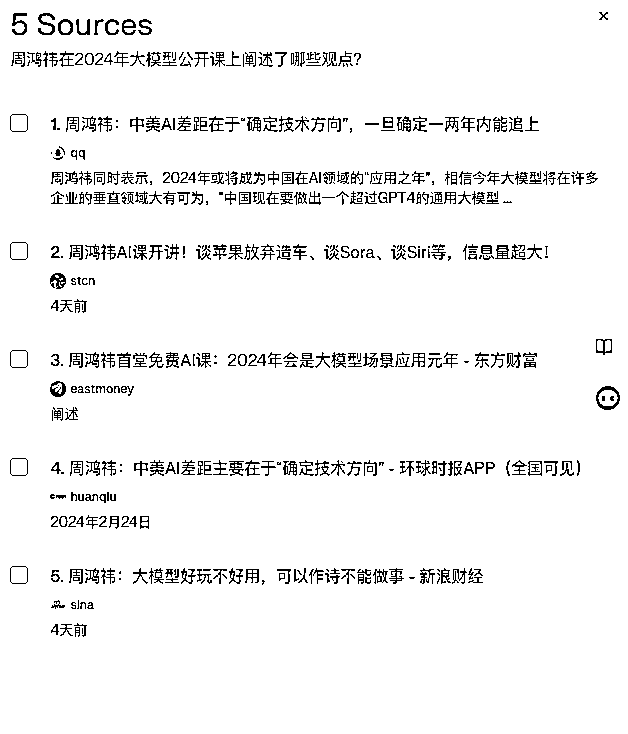 5 Sources
周鸿祎在2024年大模型公开课上阐述了哪些观点?
1. 周鸿祎：中美AI差距在于“确定技术方向”，一旦确定一两年内能追上
qq
周鸿祎同时表示，2024年或将成为中国在AI领域的“应用之年”，相信今年大模型将在许多
企业的垂直领域大有可为，“中国现在要做出一个超过GPT4的通用大模型 ...
2. 周鸿祎AI课开讲！谈苹果放弃造车、谈Sora、谈Siri等，信息量超大！
stcn
4天前
3. 周鸿祎首堂免费AI课：2024年会是大模型场景应用元年 - 东方财富
eastmoney
阐述
4. 周鸿祎：中美AI差距主要在于“确定技术方向” - 环球时报APP（全国可见）
huanqiu
2024年2月24日
5. 周鸿祎：大模型好玩不好用，可以作诗不能做事 - 新浪财经
sina
4天前